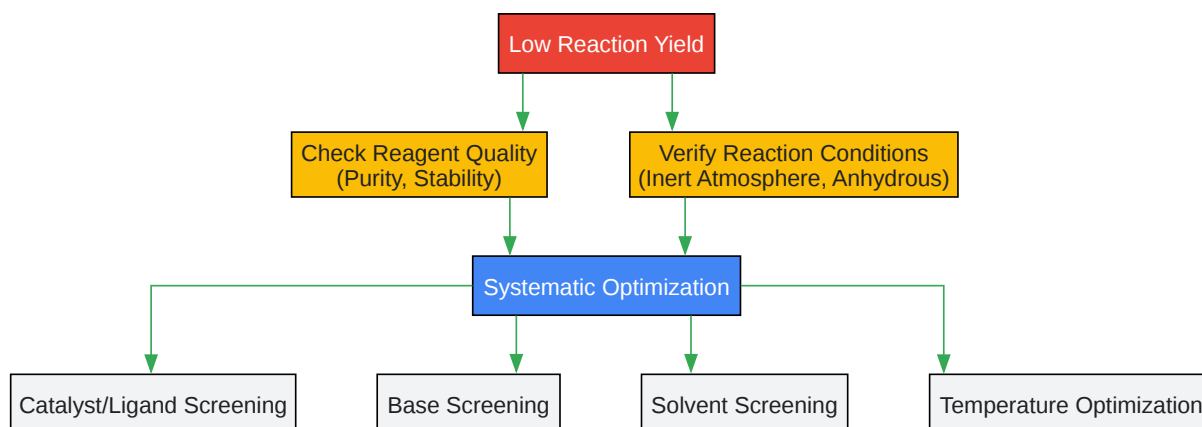 Low Reaction Yield
Check Reagent Quality
(Purity, Stability)
Verify Reaction Conditions
(Inert Atmosphere, Anhydrous)
Systematic Optimization
Catalyst/Ligand Screening
Base Screening
Solvent Screening
Temperature Optimization